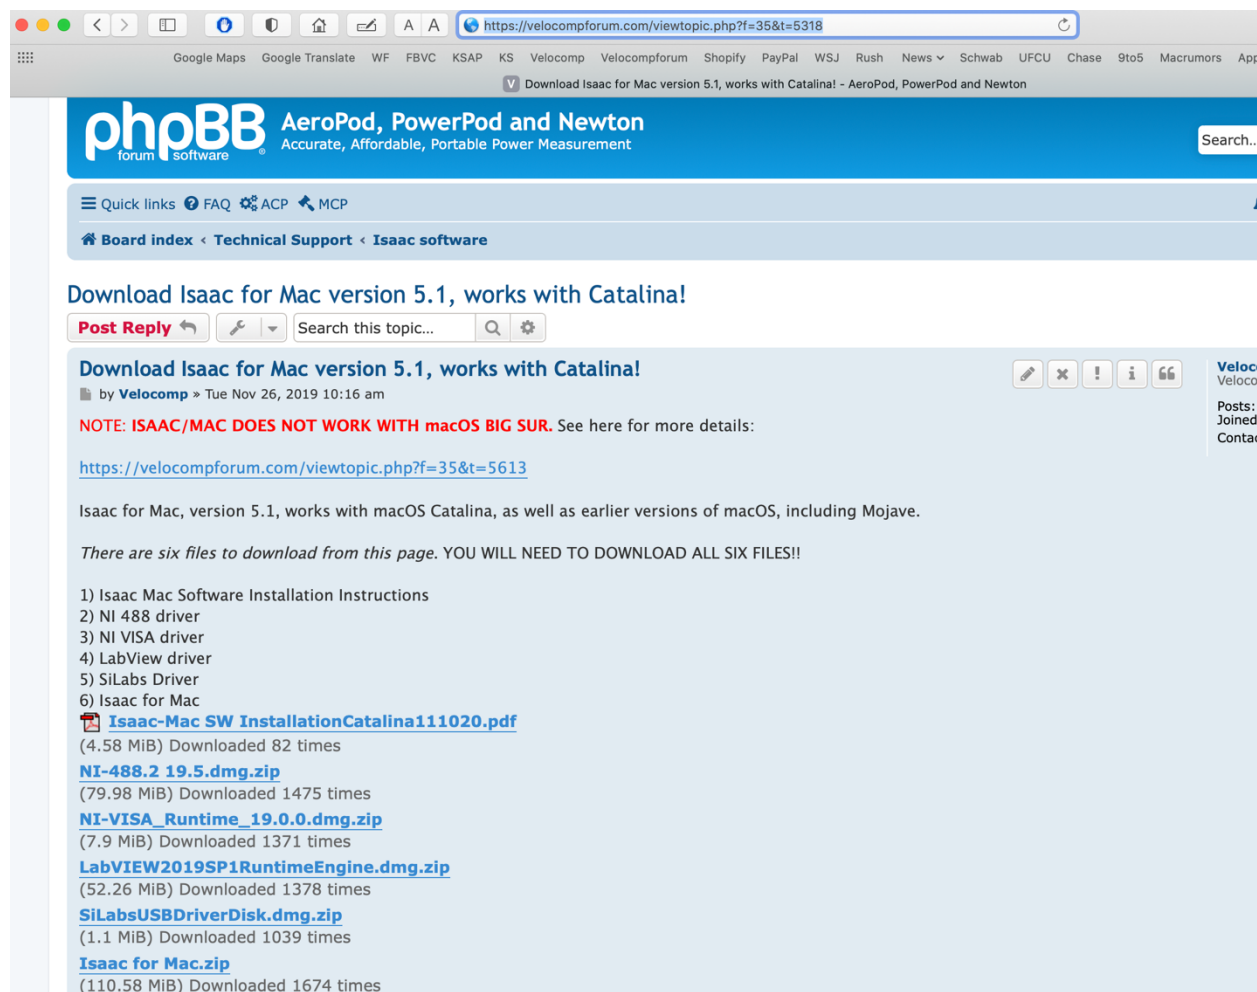 A A https://velocompforum.com/viewtopic.php?f=35&t=5318
Google Maps Google Translate WF FBVC KSAP KS Velocomp Velocompforum Shopify PayPal WSJ Rush News Schwab UFCU Chase 9to5 Macrumors App
V Download Isaac for Mac version 5.1, works with Catalina! - AeroPod, PowerPod and Newton
phpBB
forum software
AeroPod, PowerPod and Newton
Accurate, Affordable, Portable Power Measurement
Search...
Quick links FAQ ACP MCP
Board index ‹ Technical Support ‹ Isaac software
Download Isaac for Mac version 5.1, works with Catalina!
Post Reply Search this topic...
Download Isaac for Mac version 5.1, works with Catalina!
by Velocomp » Tue Nov 26, 2019 10:16 am
Veloc
Veloco
Posts:
Joined
Contac
NOTE: ISAAC/MAC DOES NOT WORK WITH macOS BIG SUR. See here for more details:
https://velocompforum.com/viewtopic.php?f=35&t=5613
Isaac for Mac, version 5.1, works with macOS Catalina, as well as earlier versions of macOS, including Mojave.
There are six files to download from this page. YOU WILL NEED TO DOWNLOAD ALL SIX FILES!!
1) Isaac Mac Software Installation Instructions
2) NI 488 driver
3) NI VISA driver
4) LabView driver
5) SiLabs Driver
6) Isaac for Mac
Isaac-Mac SW InstallationCatalina111020.pdf
(4.58 MiB) Downloaded 82 times
NI-488.2 19.5.dmg.zip
(79.98 MiB) Downloaded 1475 times
NI-VISA_Runtime_19.0.0.dmg.zip
(7.9 MiB) Downloaded 1371 times
LabVIEW2019SP1RuntimeEngine.dmg.zip
(52.26 MiB) Downloaded 1378 times
SiLabsUSBDriverDisk.dmg.zip
(1.1 MiB) Downloaded 1039 times
Isaac for Mac.zip
(110.58 MiB) Downloaded 1674 times